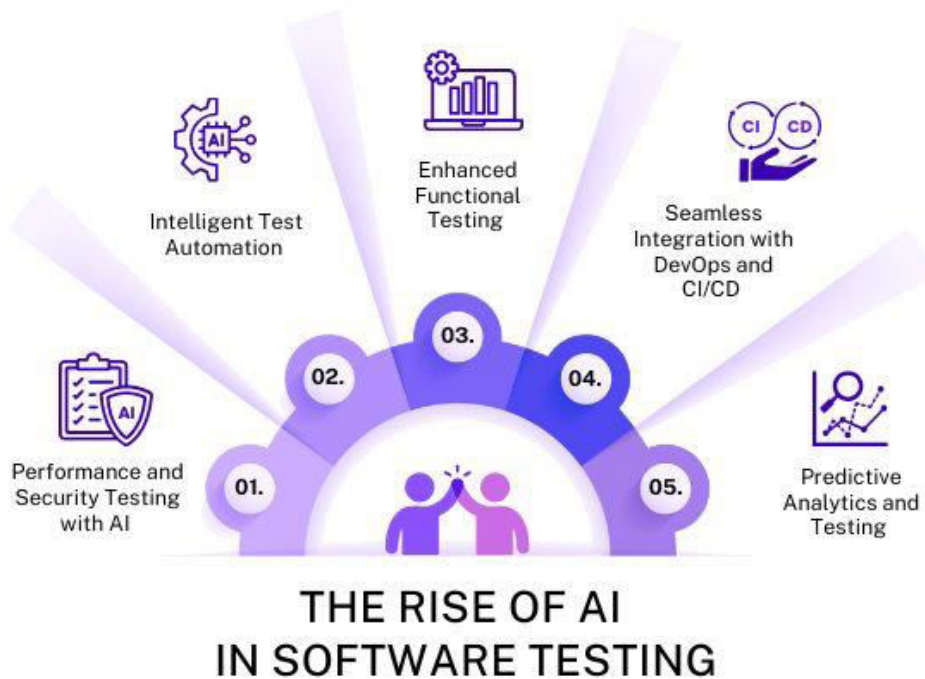 01.
Performance and
Security Testing
with AI
AI
02.
Intelligent Test
Automation
AI
03.
Enhanced
Functional
Testing
04.
CI CD
Seamless
Integration with
DevOps and
CI/CD
05.
Predictive
Analytics and
Testing
THE RISE OF AI
IN SOFTWARE TESTING